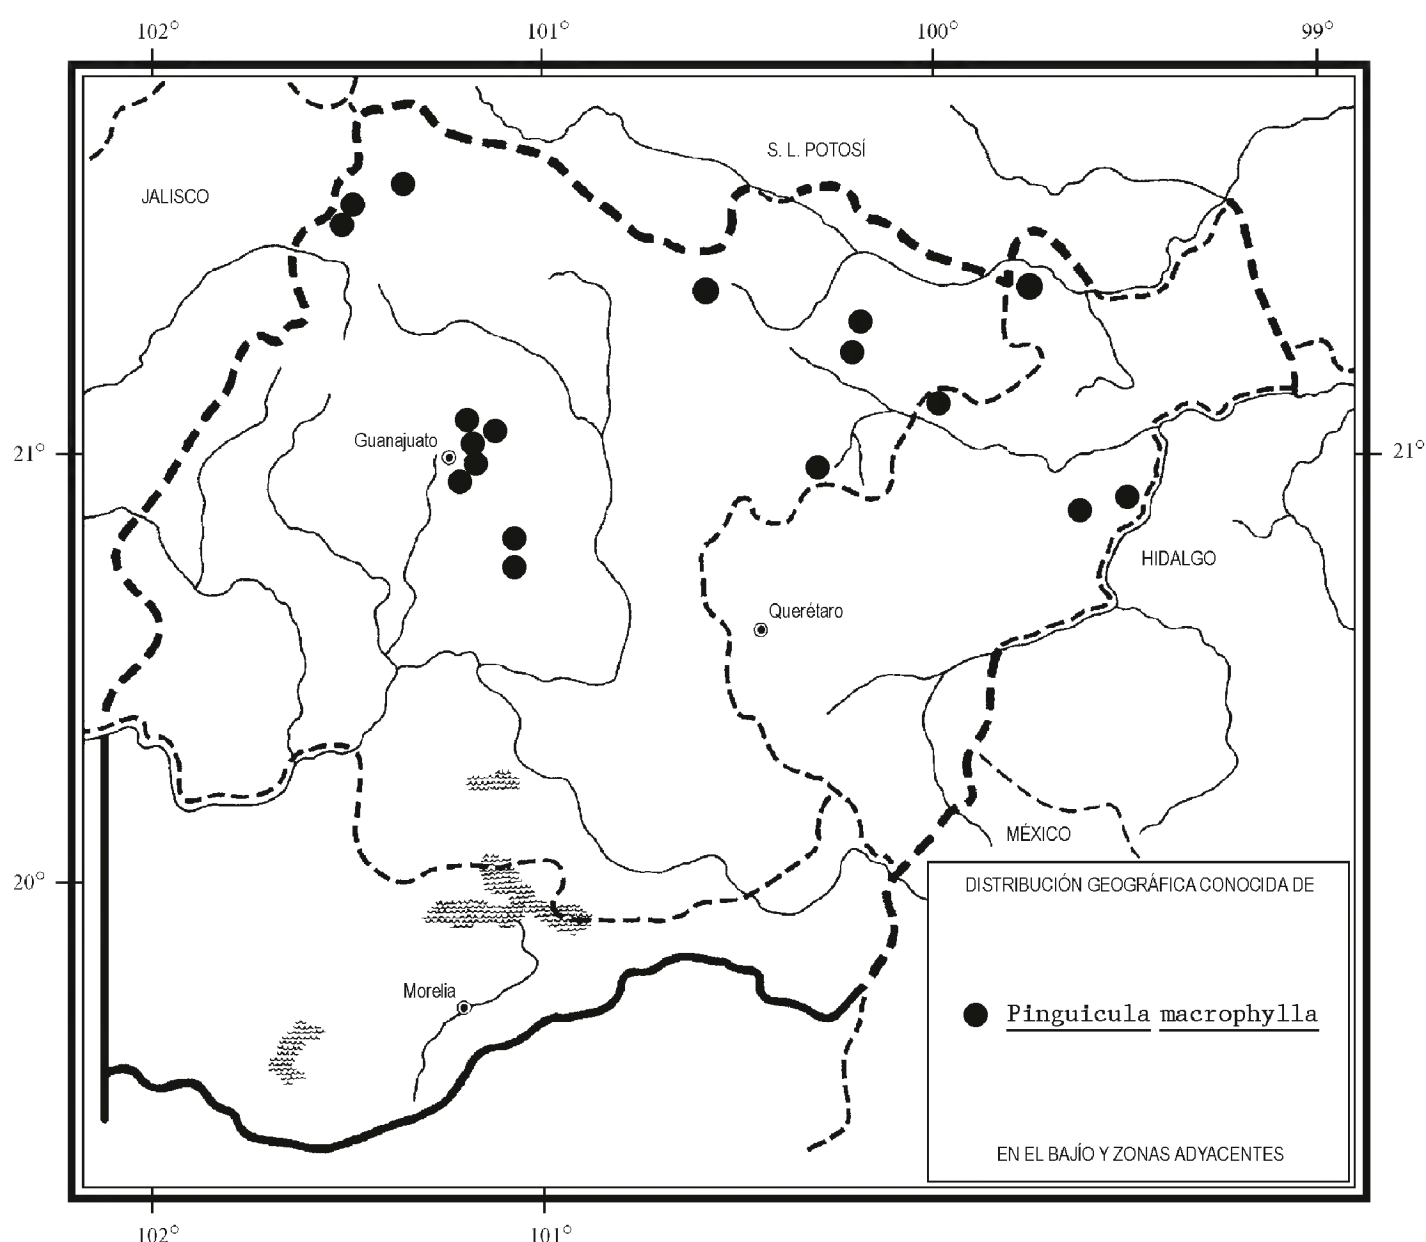 102° 101° 100° 99°
S. L. POTOSÍ
JALISCO
Guanajuato
21° 21°
HIDALGO
Querétaro
MÉXICO
20°
DISTRIBUCIÓN GEOGRÁFICA CONOCIDA DE
Morelia
Pinguicula macrophylla
EN EL BAJÍO Y ZONAS ADYACENTES
102° 101°